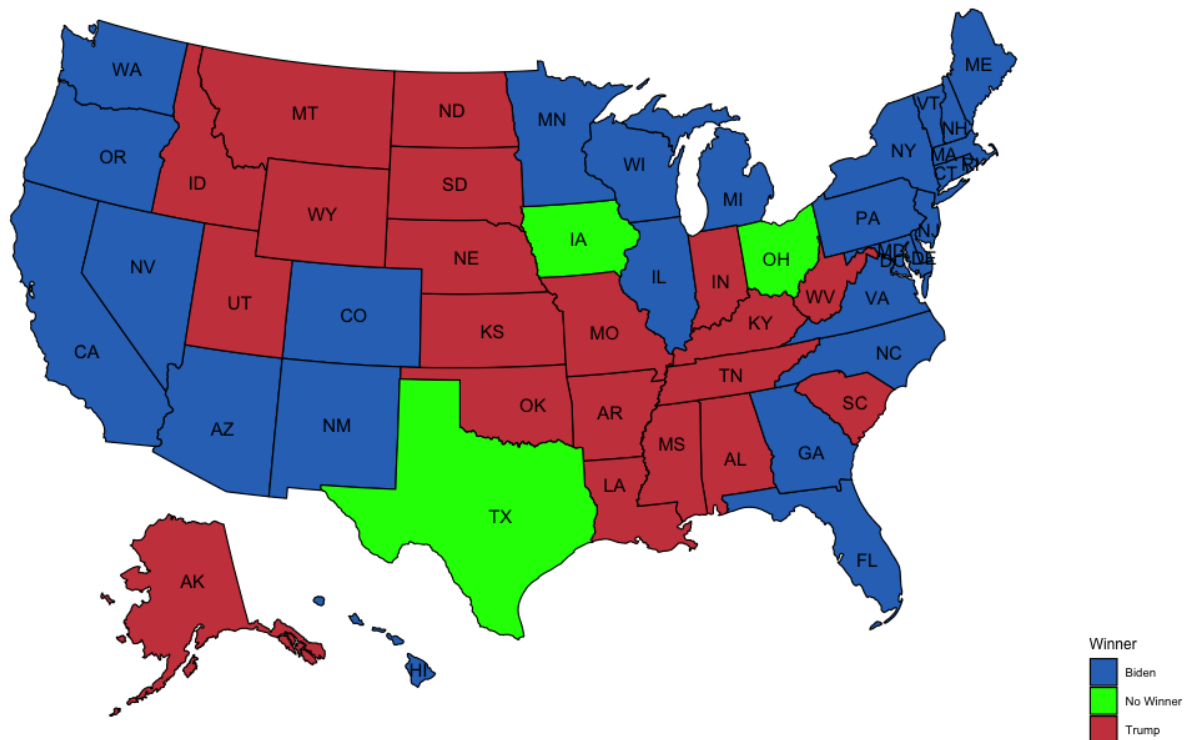 WA
MT
ND
MN
ME
VT
NH
OR
ID
SD
WI
NY
MA
RI
CT
WY
MI
PA
IA
NE
NJ
OH
MD
DE
DC
NV
IL
IN
UT
CO
WV
VA
KS
MO
KY
CA
NC
TN
OK
AR
SC
AZ
NM
MS
AL
GA
LA
TX
FL
AK
HI
Winner
Biden
No Winner
Trump